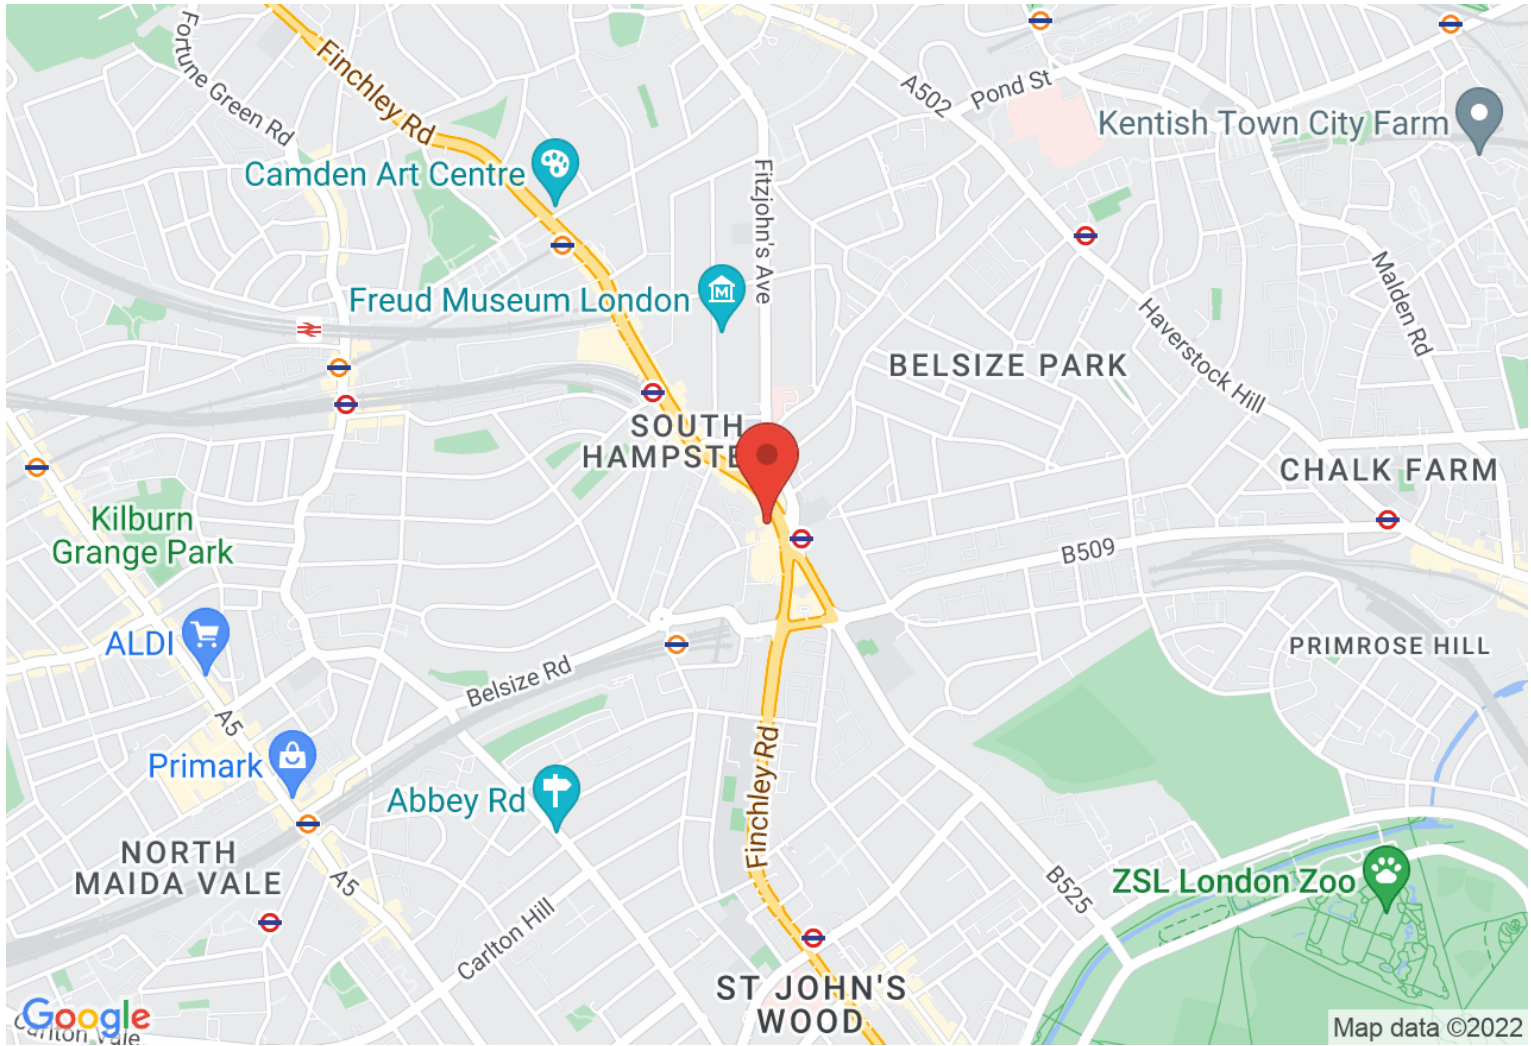 Fortune Green Rd
Finchley Rd
A502
Pond St
Kentish Town City Farm
Camden Art Centre
Fitzjohn's Ave
Freud Museum London
Malden Rd
Haverstock Hill
BELSIZE PARK
SOUTH
HAMPSTE
CHALK FARM
Kilburn
Grange Park
B509
ALDI
PRIMROSE HILL
Belsize Rd
A5
Primark
Finchley Rd
Abbey Rd
NORTH
MAIDA VALE
A5
ZSL London Zoo
B525
Carlton Hill
ST JOHN'S
WOOD
Google
Carlton Vale
Map data ©2022